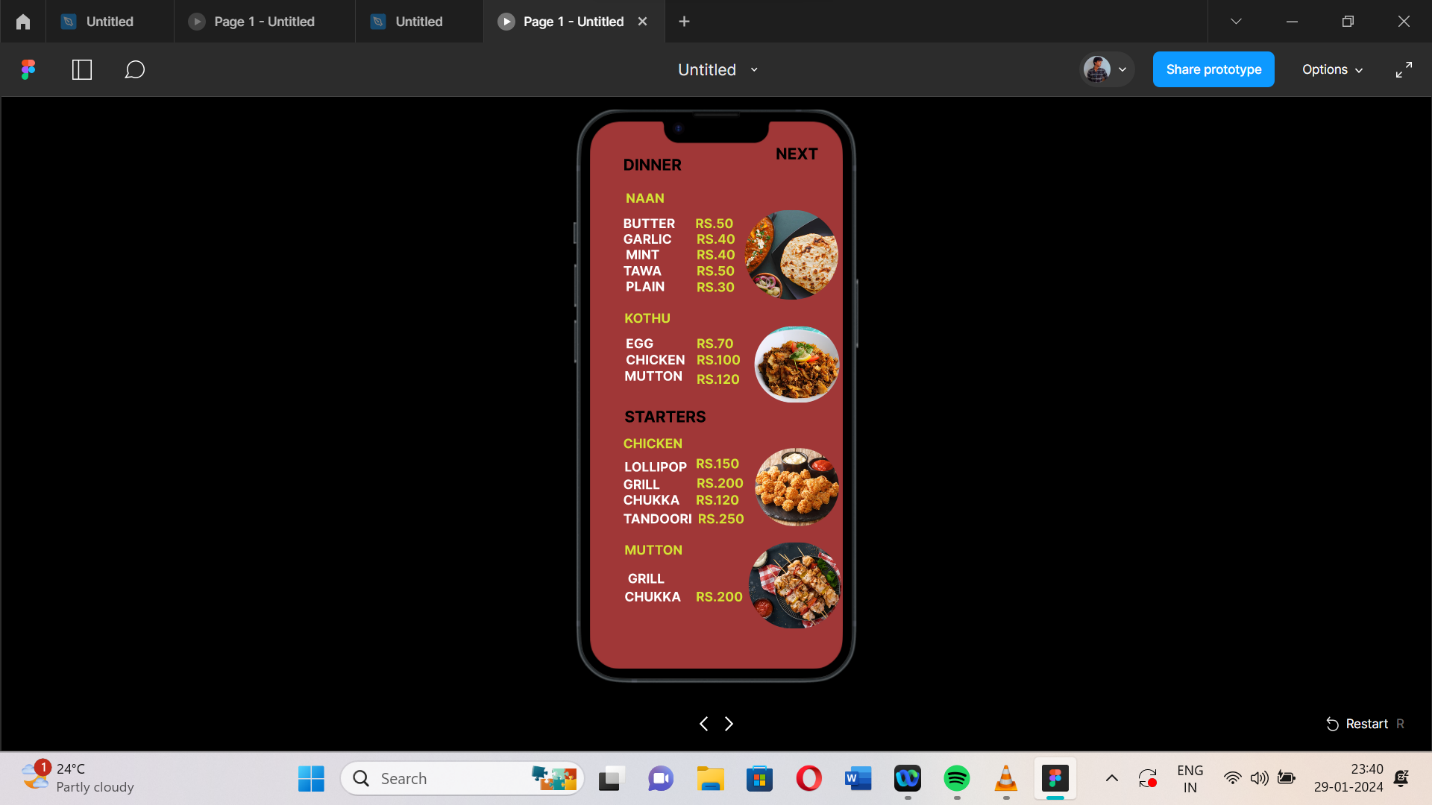 Untitled
Page 1 - Untitled
Untitled
Page 1 - Untitled
Untitled
Share prototype
Options
NEXT
DINNER
NAAN
BUTTER RS.50
GARLIC RS.40
MINT RS.40
TAWA RS.50
PLAIN RS.30
KOTHU
EGG RS.70
CHICKEN RS.100
MUTTON RS.120
STARTERS
CHICKEN
LOLLIPOP RS.150
GRILL RS.200
CHUKKA RS.120
TANDOORI RS.250
MUTTON
GRILL
CHUKKA RS.200
Restart R
1
24°C
Partly cloudy
Search
W
ENG
IN
23:40
29-01-2024